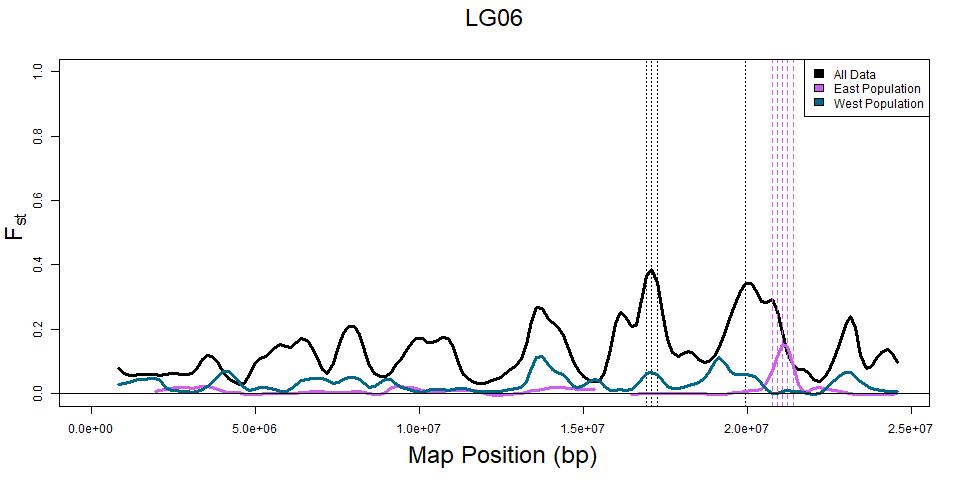 LG06
1.0
0.8
0.6
0.4
0.2
0.0
Fst
All Data
East Population
West Population
0.0e+00 5.0e+06 1.0e+07 1.5e+07 2.0e+07 2.5e+07
Map Position (bp)